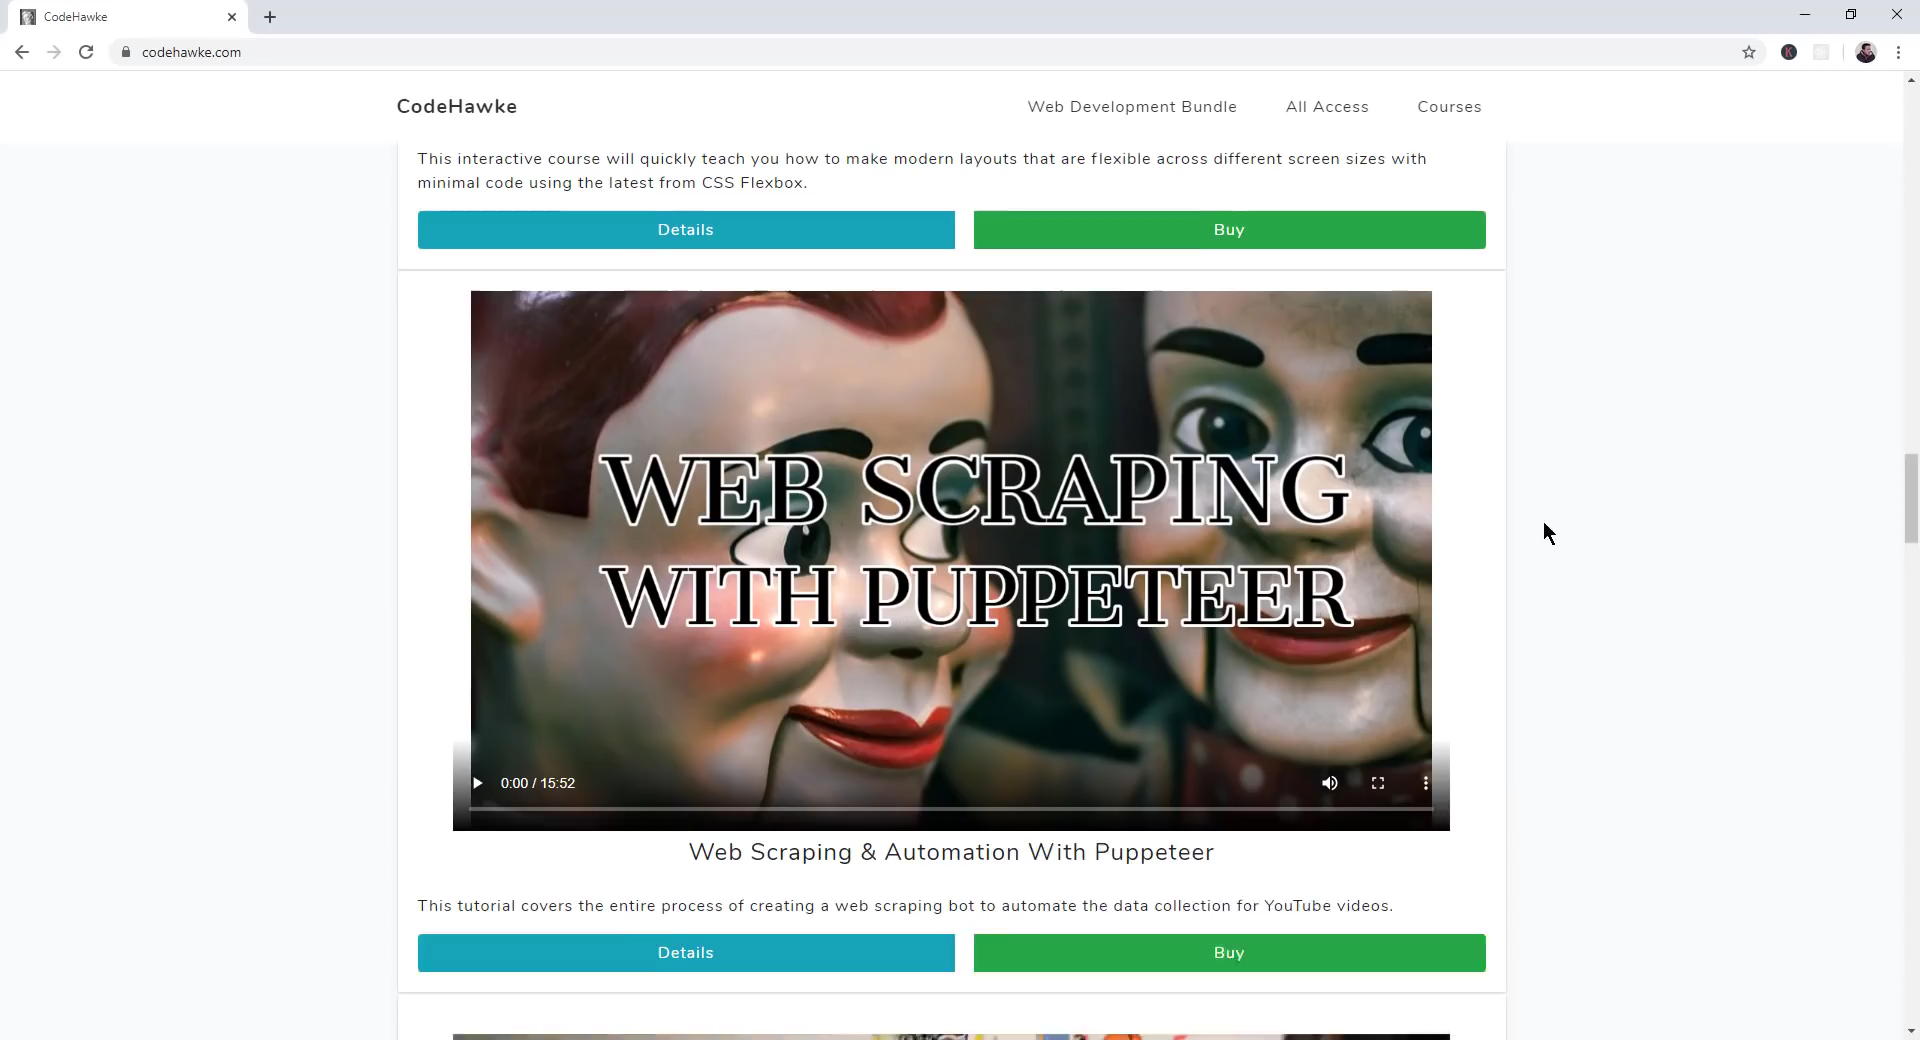 CodeHawke
codehawke.com
K
CodeHawke
Web Development Bundle
All Access
Courses
This interactive course will quickly teach you how to make modern layouts that are flexible across different screen sizes with
minimal code using the latest from CSS Flexbox.
Details
Buy
WEB SCRAPING
WITH PUPPETEER
0:00 / 15:52
Web Scraping & Automation With Puppeteer
This tutorial covers the entire process of creating a web scraping bot to automate the data collection for YouTube videos.
Details
Buy